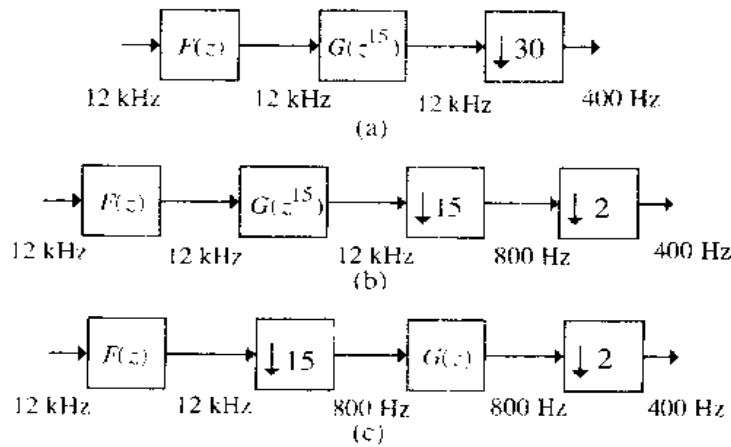 F(z) G(z^15) ↓ 30
12 kHz 12 kHz 12 kHz 400 Hz
(a)
F(z) G(z^15) ↓ 15 ↓ 2
12 kHz 12 kHz 12 kHz 800 Hz 400 Hz
(b)
F(z) ↓ 15 G(z) ↓ 2
12 kHz 12 kHz 800 Hz 800 Hz 400 Hz
(c)